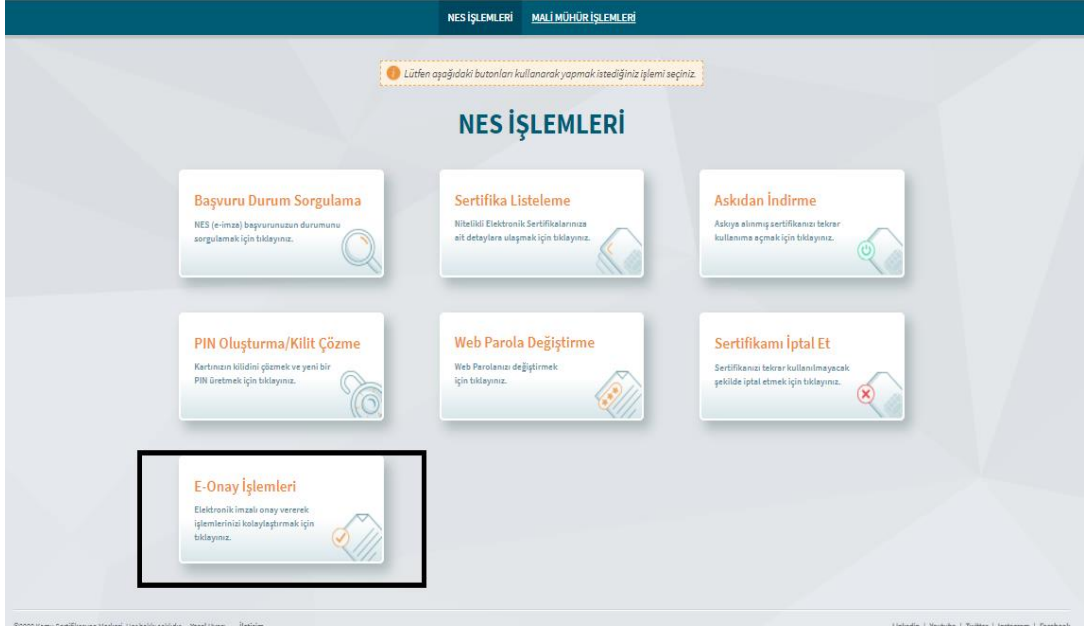 NES İŞLEMLERİ
MALİ MÜHÜR İŞLEMLERİ
Lütfen aşağıdaki butonları kullanarak yapmak istediğiniz işlemi seçiniz.
NES İŞLEMLERİ
Başvuru Durum Sorgulama
NES (e-imza) başvurunuzun durumunu
sorgulamak için tıklayınız.
Sertifika Listeleme
Nitelikli Elektronik Sertifikalarınıza
ait detaylara ulaşmak için tıklayınız.
Askıdan İndirme
Askıya alınmış sertifikanızı tekrar
kullanıma açmak için tıklayınız.
PIN Oluşturma/Kilit Çözme
Kartınızın kilidini çözmek ve yeni bir
PIN üretmek için tıklayınız.
Web Parola Değiştirme
Web Parolanızı değiştirmek
için tıklayınız.
Sertifikamı İptal Et
Sertifikanızı tekrar kullanılmayacak
şekilde iptal etmek için tıklayınız.
E-Onay İşlemleri
Elektronik imzalı onay vererek
işlemlerinizi kolaylaştırmak için
tıklayınız.